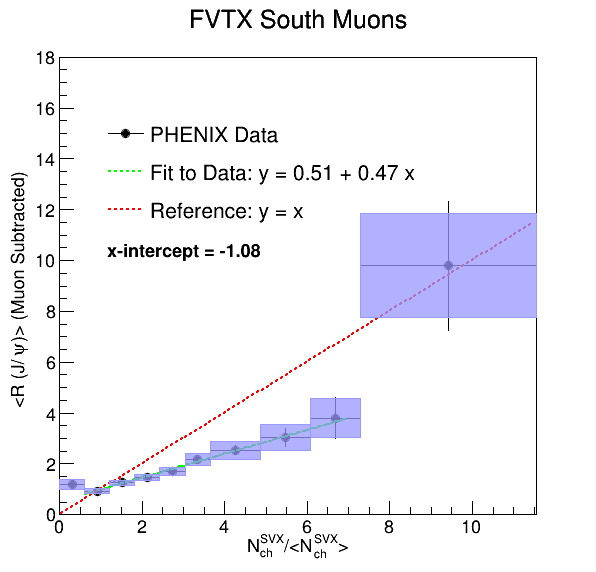 FVTX South Muons
<R (J/ψ)> (Muon Subtracted)
18
16
14
12
10
8
6
4
2
0
PHENIX Data
Fit to Data: y = 0.51 + 0.47 x
Reference: y = x
x-intercept = -1.08
0 2 4 6 8 10
N_ch^SVX/<N_ch^SVX>